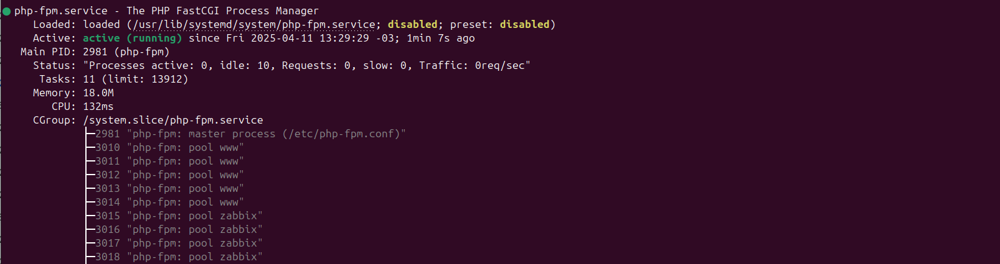 ● php-fpm.service - The PHP FastCGI Process Manager
Loaded: loaded (/usr/lib/systemd/system/php-fpm.service; disabled; preset: disabled)
Active: active (running) since Fri 2025-04-11 13:29:29 -03; 1min 7s ago
Main PID: 2981 (php-fpm)
Status: "Processes active: 0, idle: 10, Requests: 0, slow: 0, Traffic: 0req/sec"
Tasks: 11 (limit: 13912)
Memory: 18.0M
CPU: 132ms
CGroup: /system.slice/php-fpm.service
├─2981 "php-fpm: master process (/etc/php-fpm.conf)"
├─3010 "php-fpm: pool www"
├─3011 "php-fpm: pool www"
├─3012 "php-fpm: pool www"
├─3013 "php-fpm: pool www"
├─3014 "php-fpm: pool www"
├─3015 "php-fpm: pool zabbix"
├─3016 "php-fpm: pool zabbix"
├─3017 "php-fpm: pool zabbix"
├─3018 "php-fpm: pool zabbix"